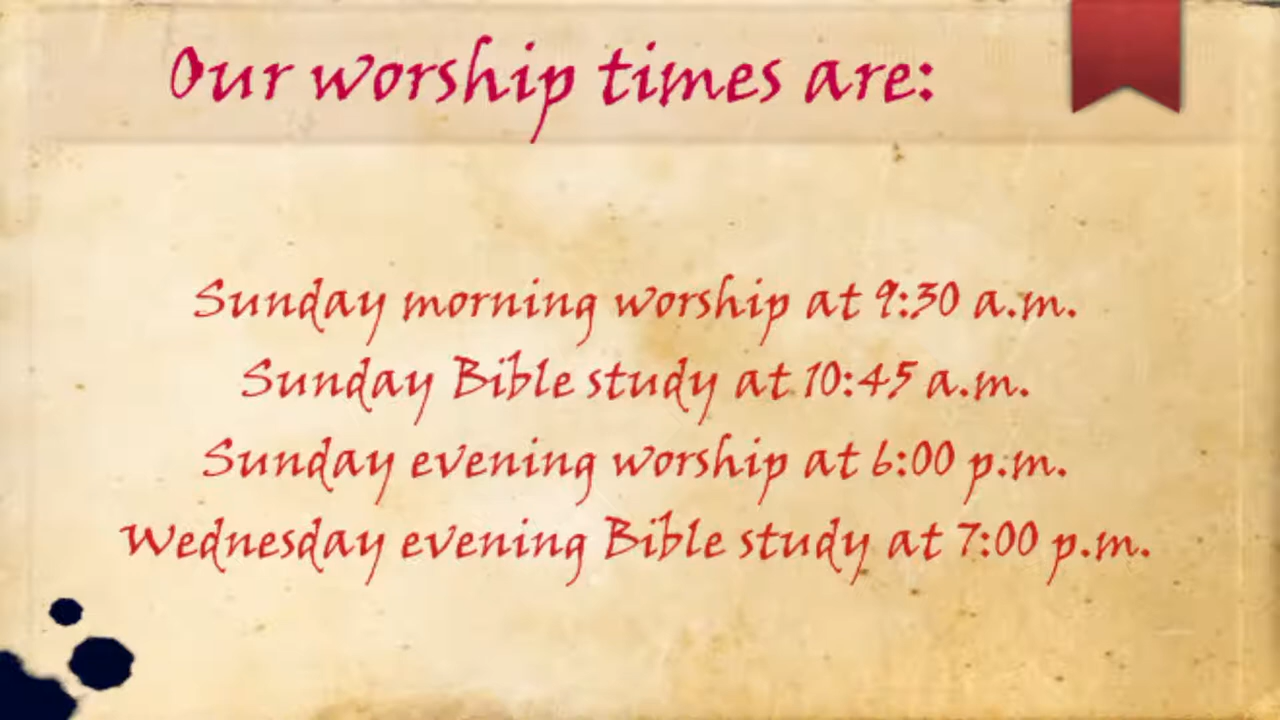 Our worship times are:
Sunday morning worship at 9:30 a.m.
Sunday Bible study at 10:45 a.m.
Sunday evening worship at 6:00 p.m.
Wednesday evening Bible study at 7:00 p.m.